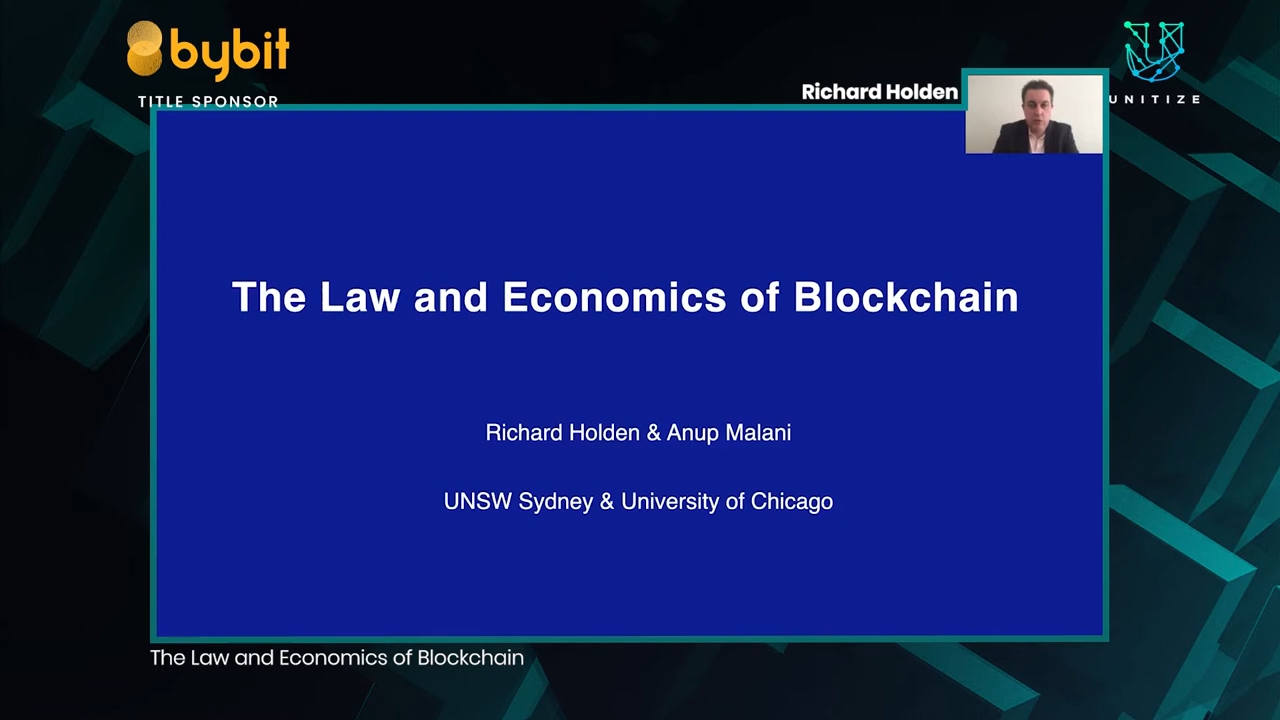 bybit
TITLE SPONSOR
Richard Holden
UNITIZE
The Law and Economics of Blockchain
Richard Holden & Anup Malani
UNSW Sydney & University of Chicago
The Law and Economics of Blockchain